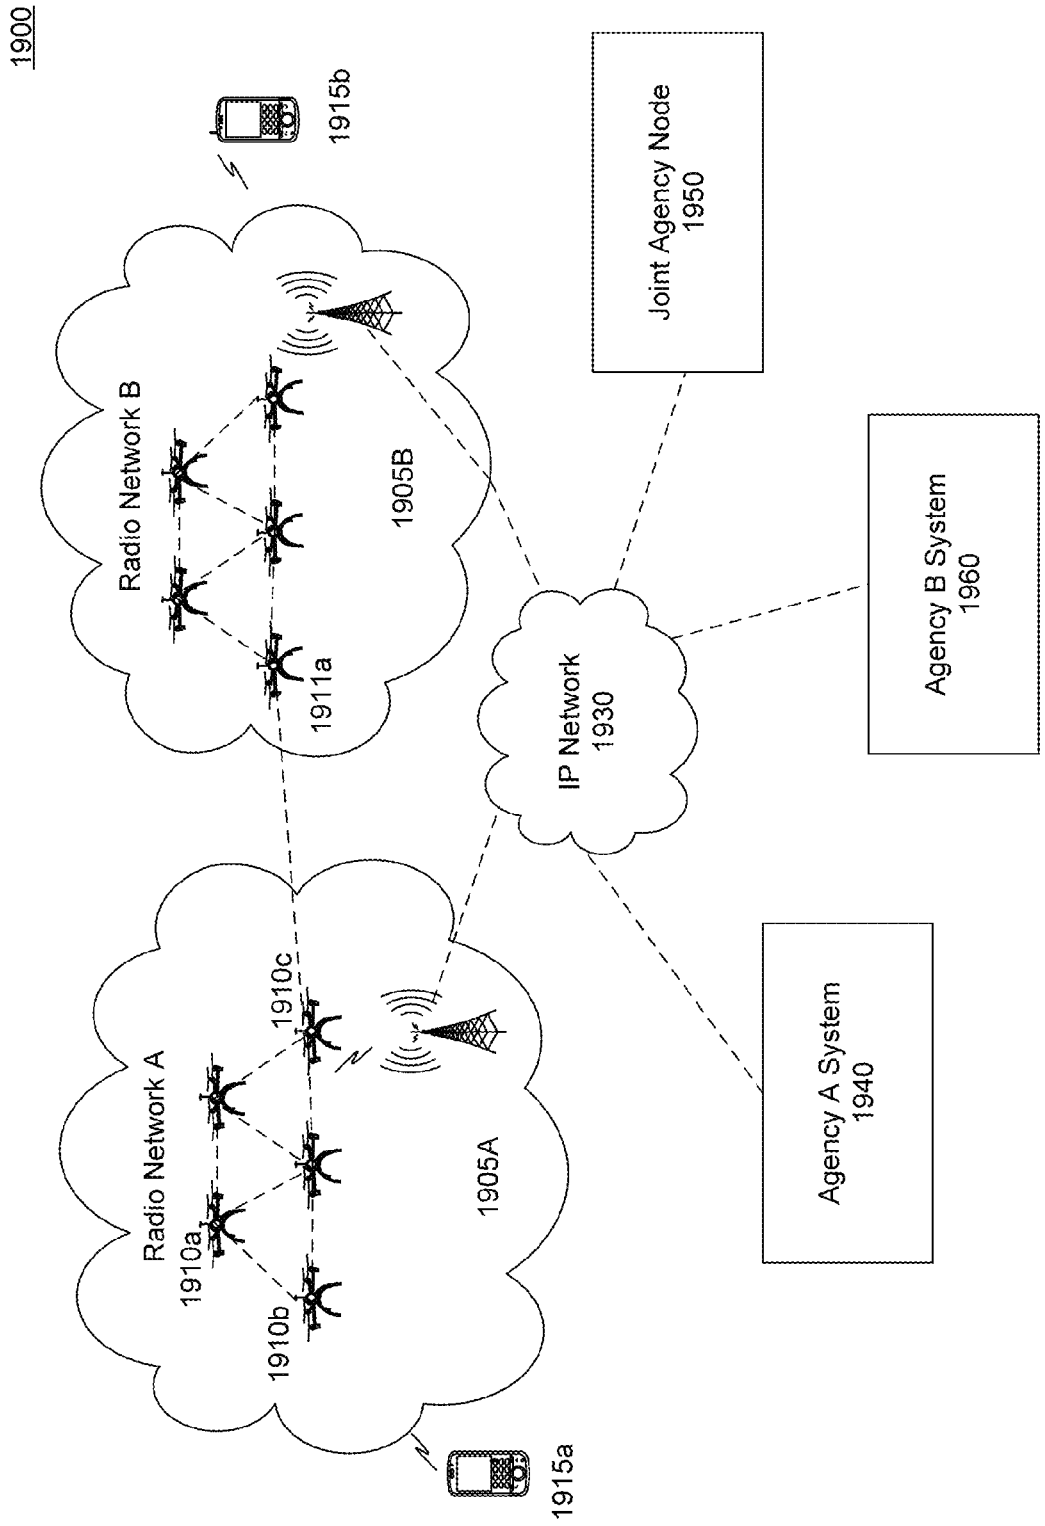 1900
Radio Network A
1910a
1910b
1910c
1905A
1915a
Radio Network B
1911a
1905B
1915b
IP Network
1930
Agency A System
1940
Agency B System
1960
Joint Agency Node
1950